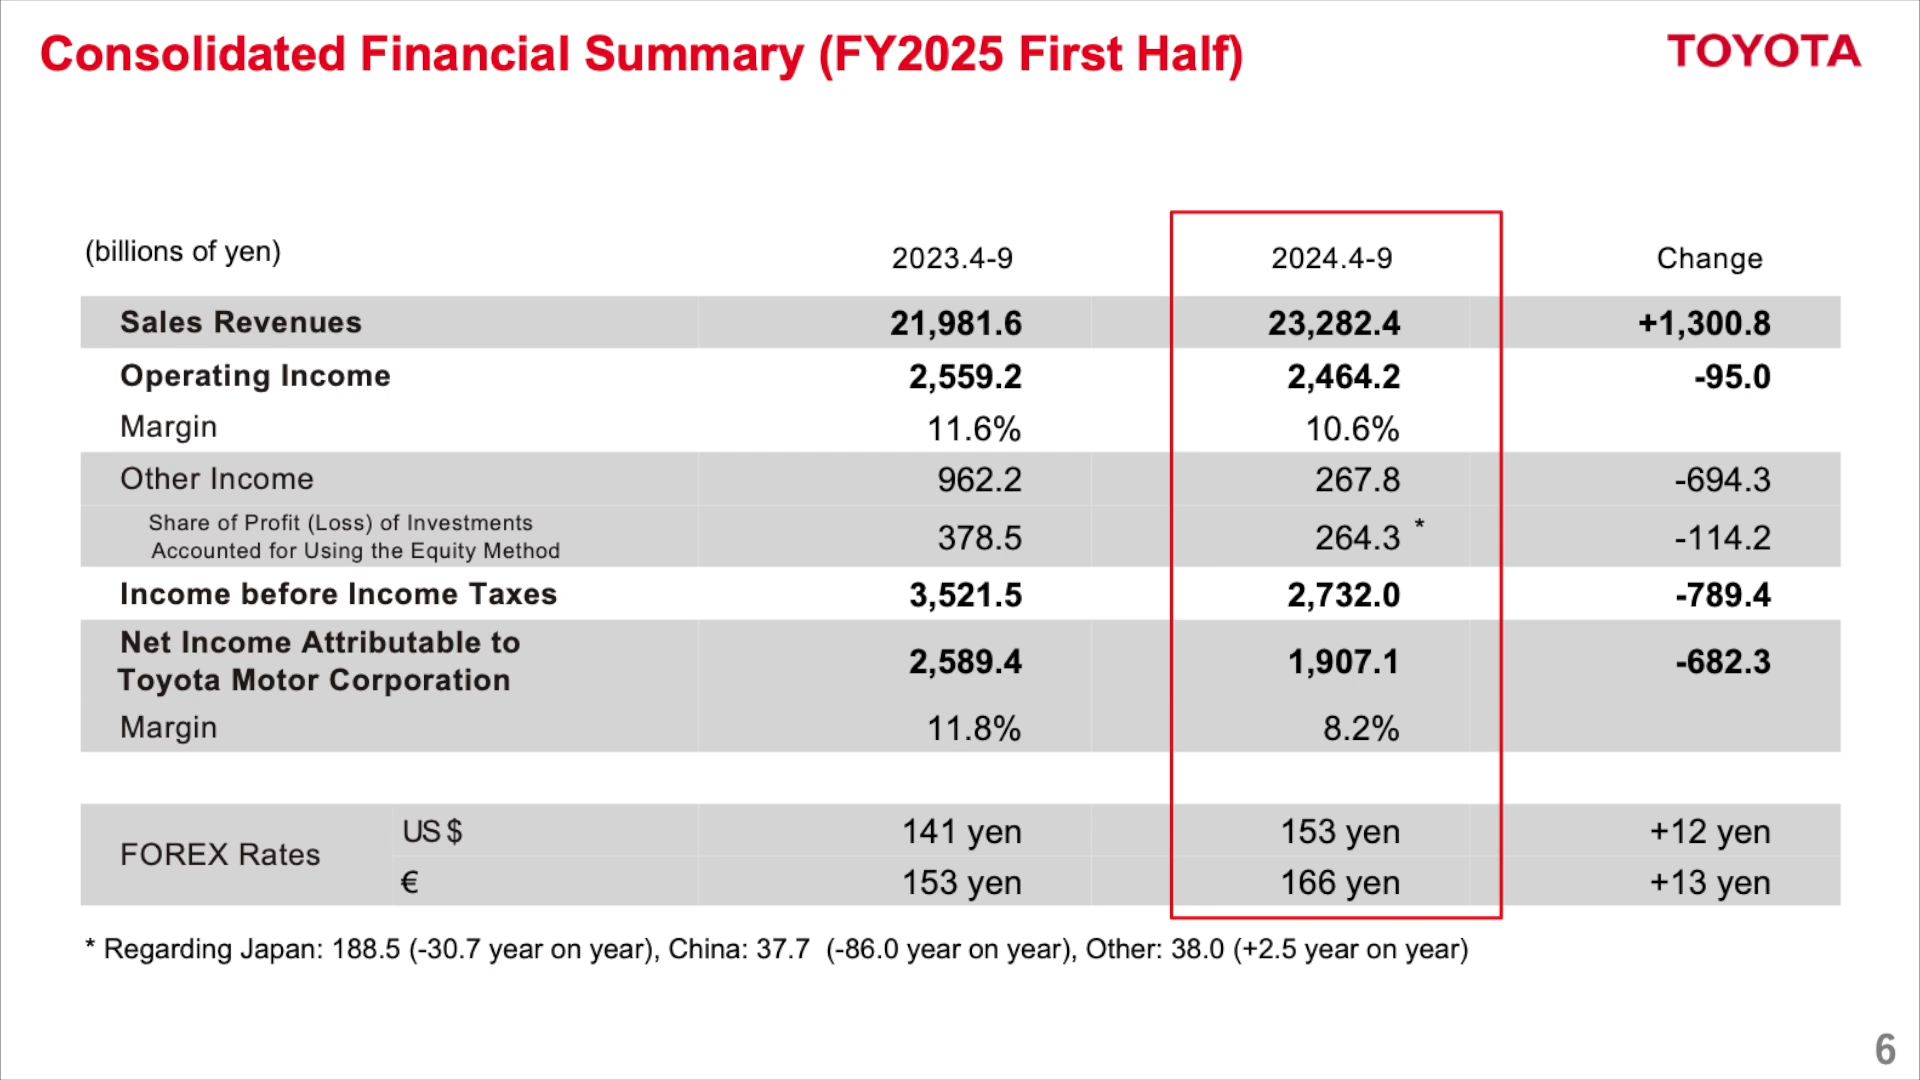 Consolidated Financial Summary (FY2025 First Half)
TOYOTA
(billions of yen) 2023.4-9 2024.4-9 Change
Sales Revenues 21,981.6 23,282.4 +1,300.8
Operating Income 2,559.2 2,464.2 -95.0
Margin 11.6% 10.6%
Other Income 962.2 267.8 -694.3
Share of Profit (Loss) of Investments
Accounted for Using the Equity Method 378.5 264.3 * -114.2
Income before Income Taxes 3,521.5 2,732.0 -789.4
Net Income Attributable to
Toyota Motor Corporation 2,589.4 1,907.1 -682.3
Margin 11.8% 8.2%
FOREX Rates US $ 141 yen 153 yen +12 yen
€ 153 yen 166 yen +13 yen
* Regarding Japan: 188.5 (-30.7 year on year), China: 37.7 (-86.0 year on year), Other: 38.0 (+2.5 year on year)
6